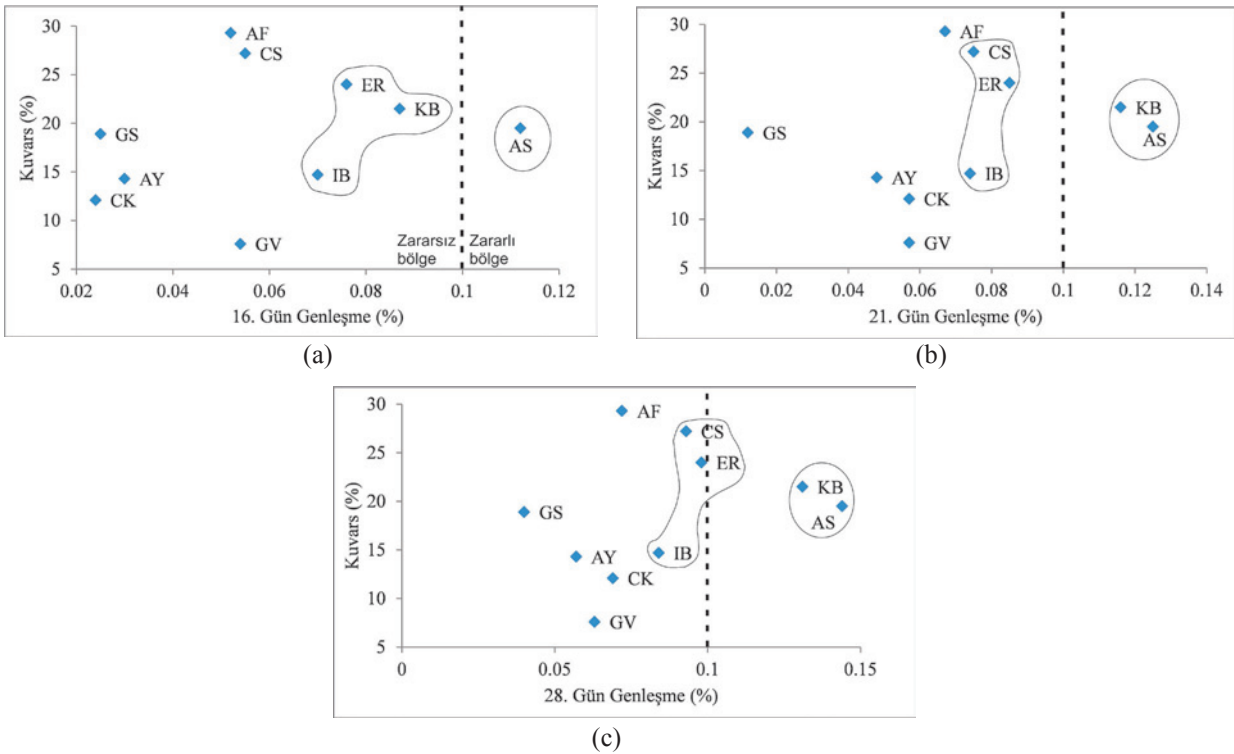 Kuvars (%)
30
25
20
15
10
5
AF
CS
ER
KB
GS
AS
AY
IB
CK
GV
Zararsız bölge
Zararlı bölge
0.02 0.04 0.06 0.08 0.1 0.12
16. Gün Genleşme (%)
(a)
Kuvars (%)
30
25
20
15
10
5
AF
CS
ER
KB
GS
AS
AY
IB
CK
GV
0 0.02 0.04 0.06 0.08 0.1 0.12 0.14
21. Gün Genleşme (%)
(b)
Kuvars (%)
30
25
20
15
10
5
AF
CS
ER
KB
GS
AS
AY
IB
CK
GV
0 0.05 0.1 0.15
28. Gün Genleşme (%)
(c)